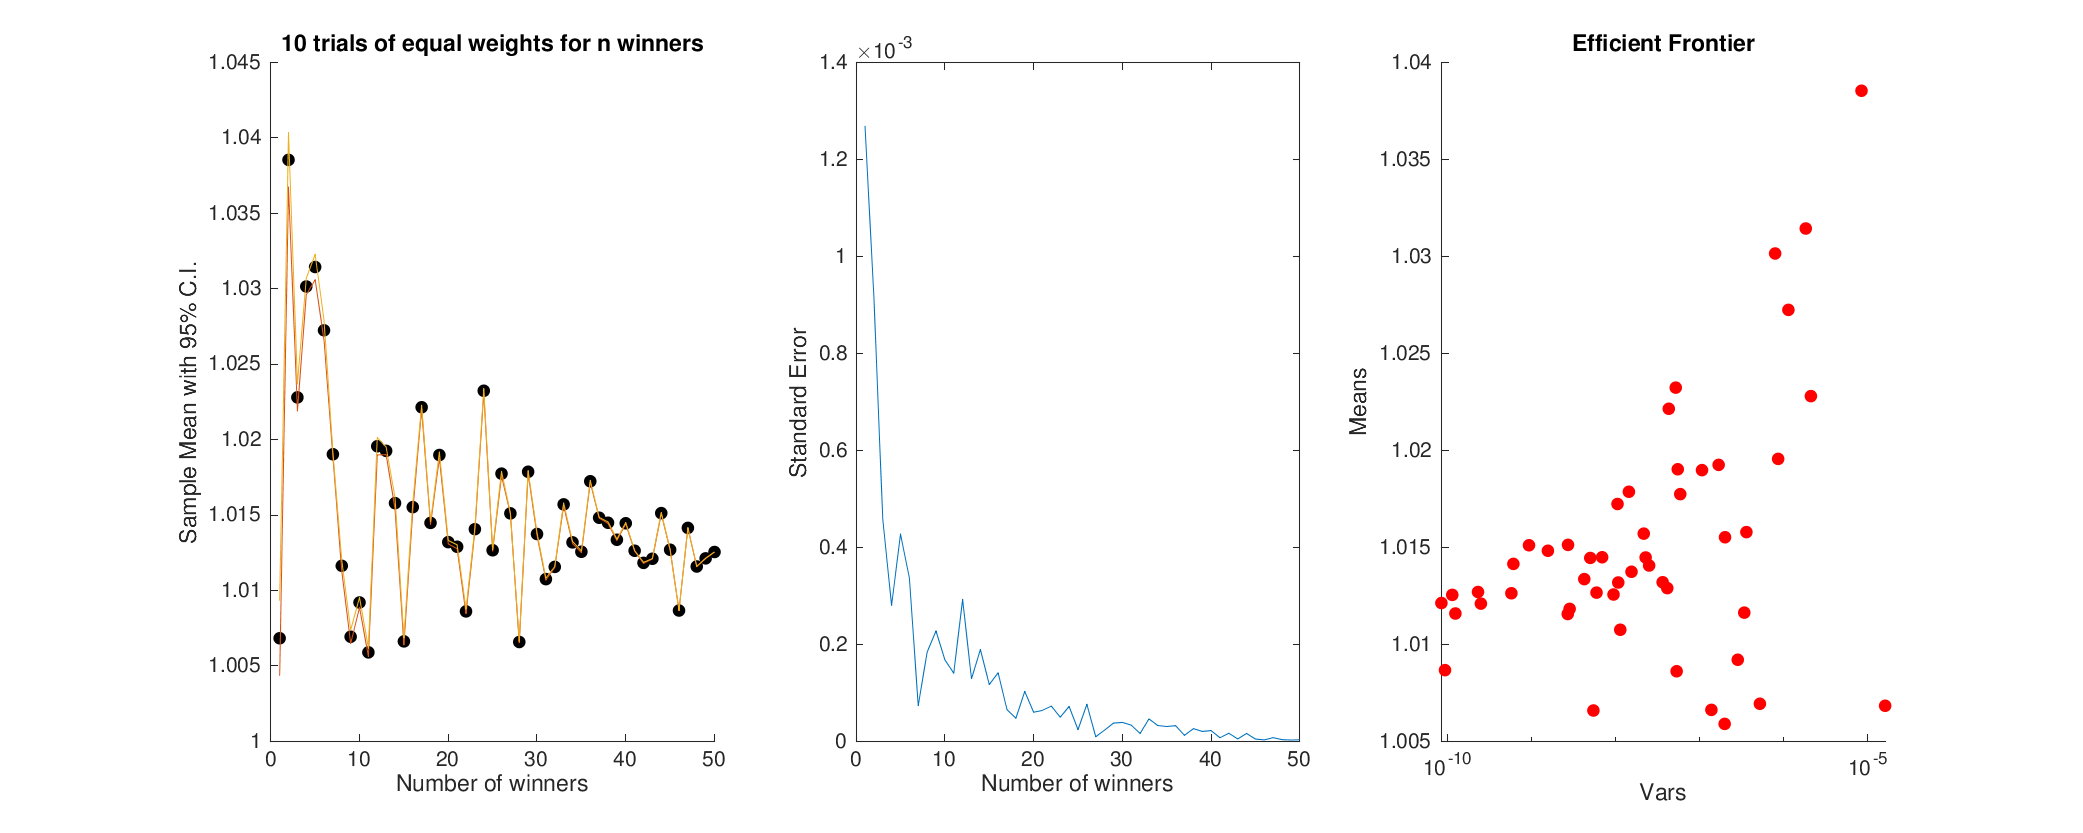 10 trials of equal weights for n winners
1.045
1.04
1.035
1.03
1.025
1.02
1.015
1.01
1.005
1
Sample Mean with 95% C.I.
0 10 20 30 40 50
Number of winners
×10-3
1.4
1.2
1
0.8
0.6
0.4
0.2
0
Standard Error
0 10 20 30 40 50
Number of winners
Efficient Frontier
1.04
1.035
1.03
1.025
1.02
1.015
1.01
1.005
Means
10-10 10-5
Vars